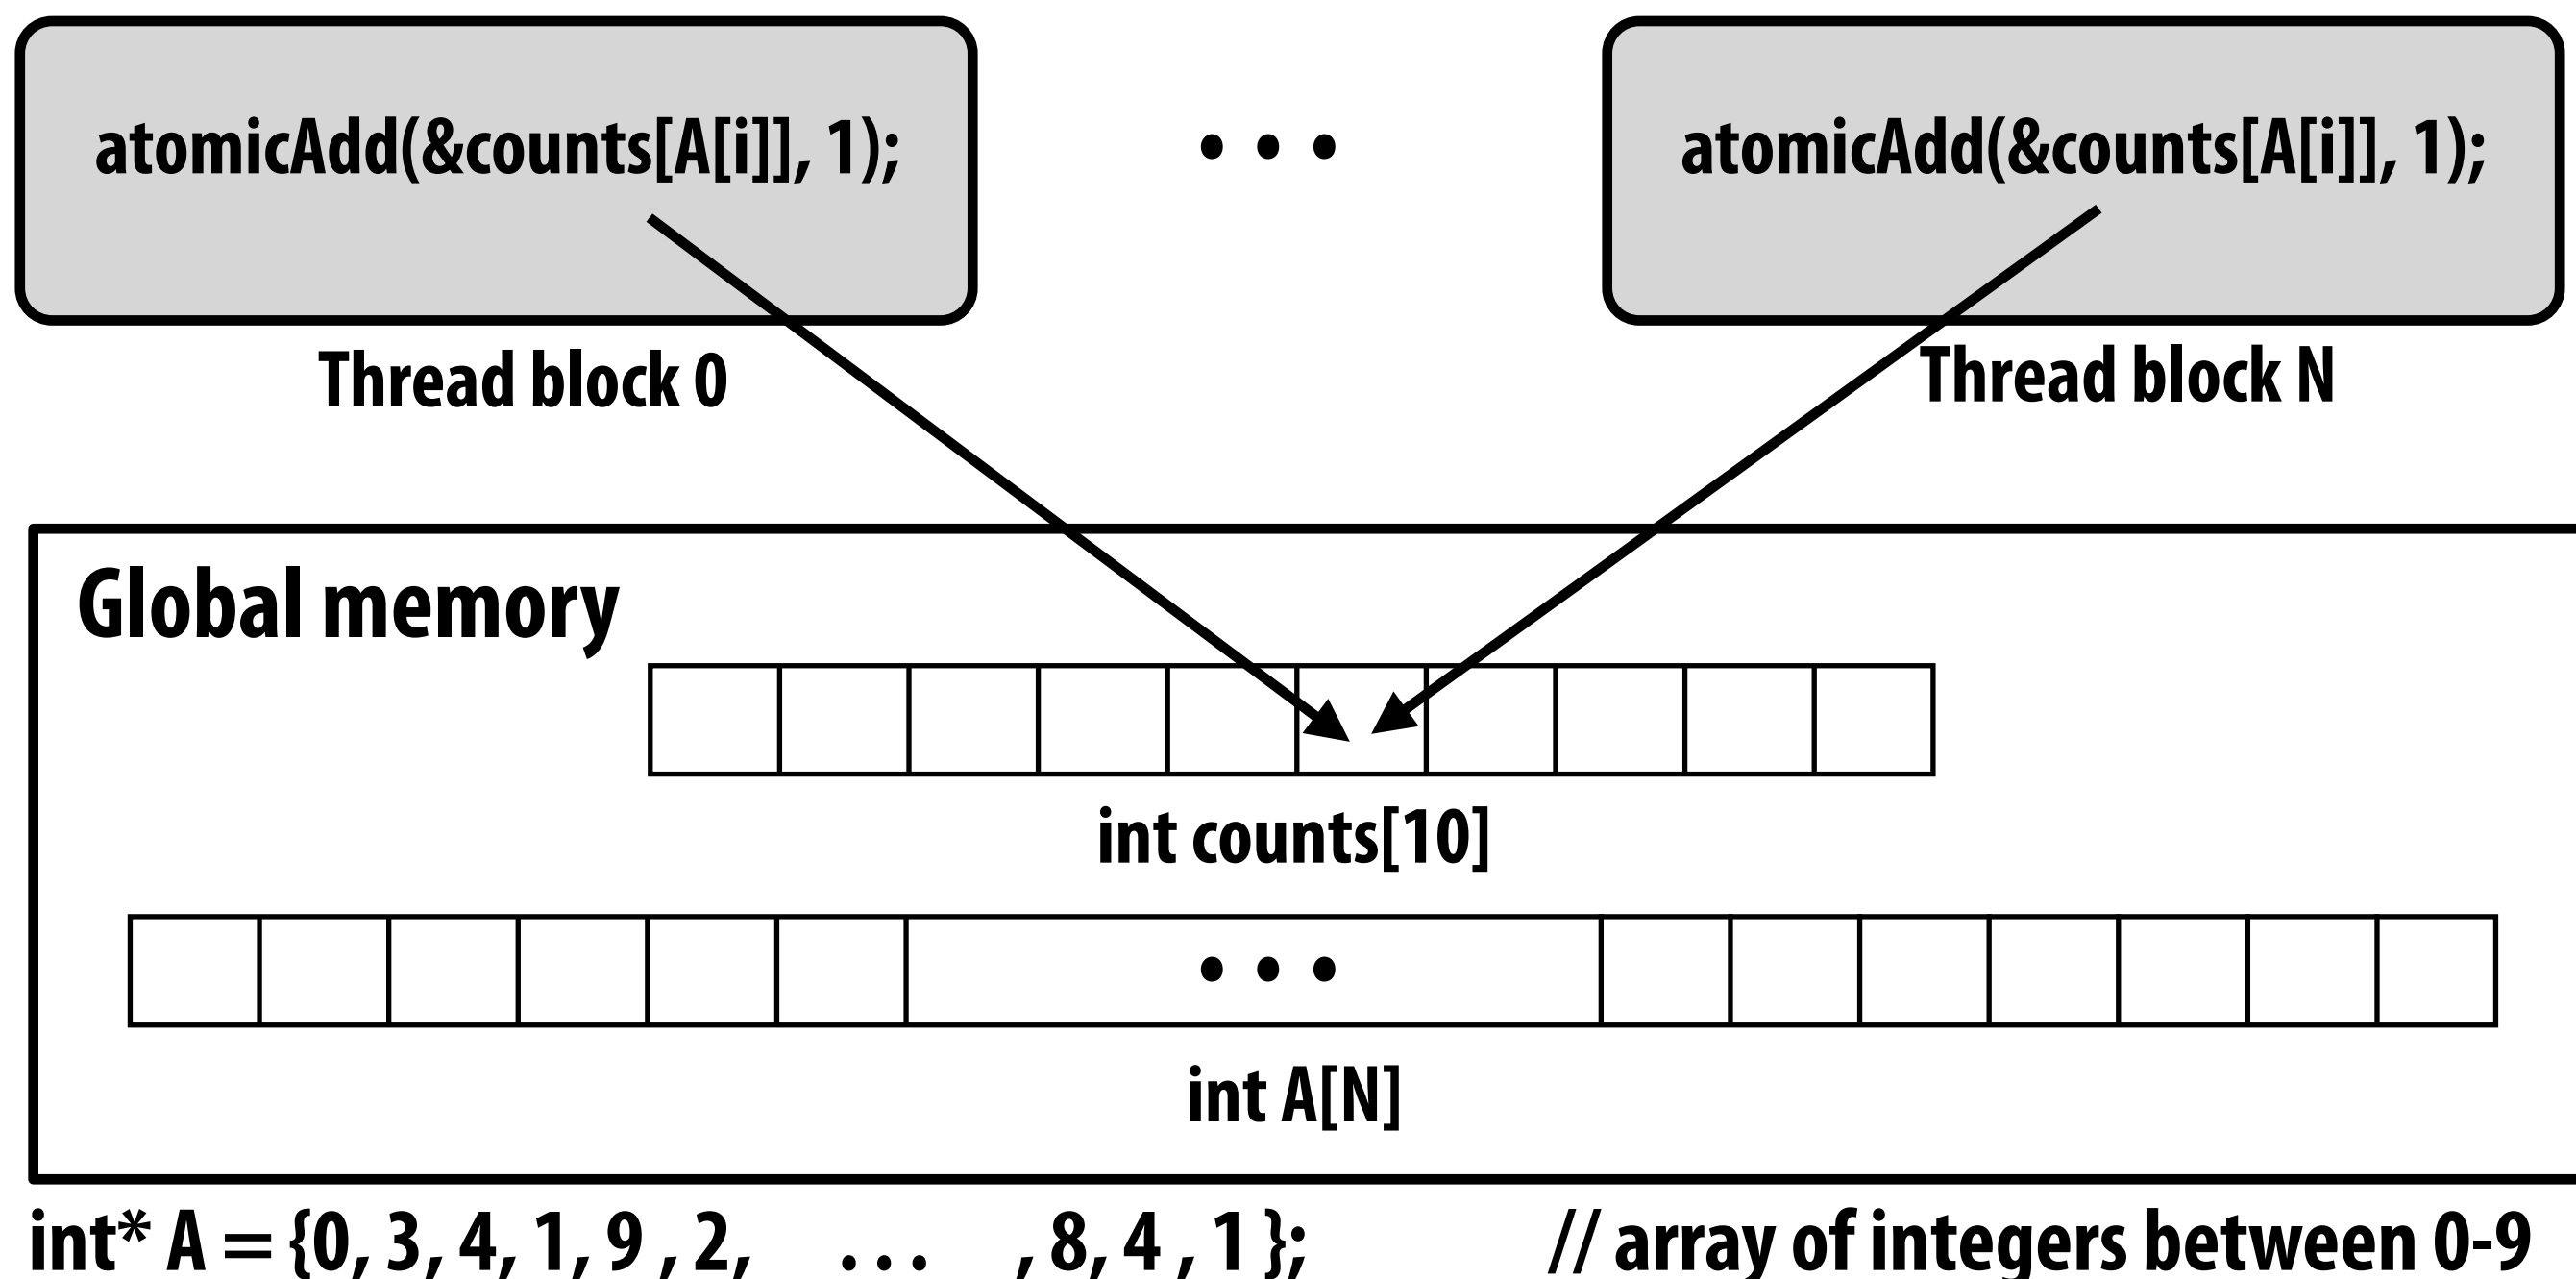 atomicAdd(&counts[A[i]], 1);
• • •
atomicAdd(&counts[A[i]], 1);
Thread block 0
Thread block N
Global memory
int counts[10]
• • •
int A[N]
int* A = {0, 3, 4, 1, 9 , 2, . . . , 8, 4 , 1 }; // array of integers between 0-9